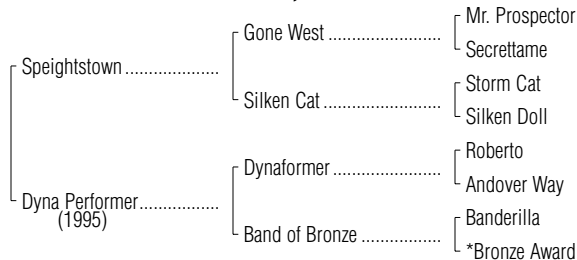 Mr. Prospector
Gone West ......................
Secrettame
Speightstown ...................
Storm Cat
Silken Cat .......................
Silken Doll
Roberto
Dynaformer .....................
Andover Way
Dyna Performer................
(1995)
Banderilla
Band of Bronze ................
*Bronze Award